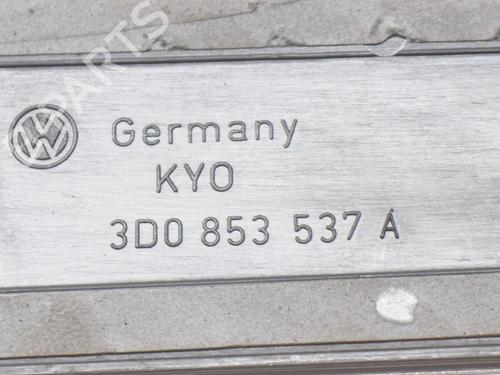 Germany
KYO
3D0 853 537 A
PARTS